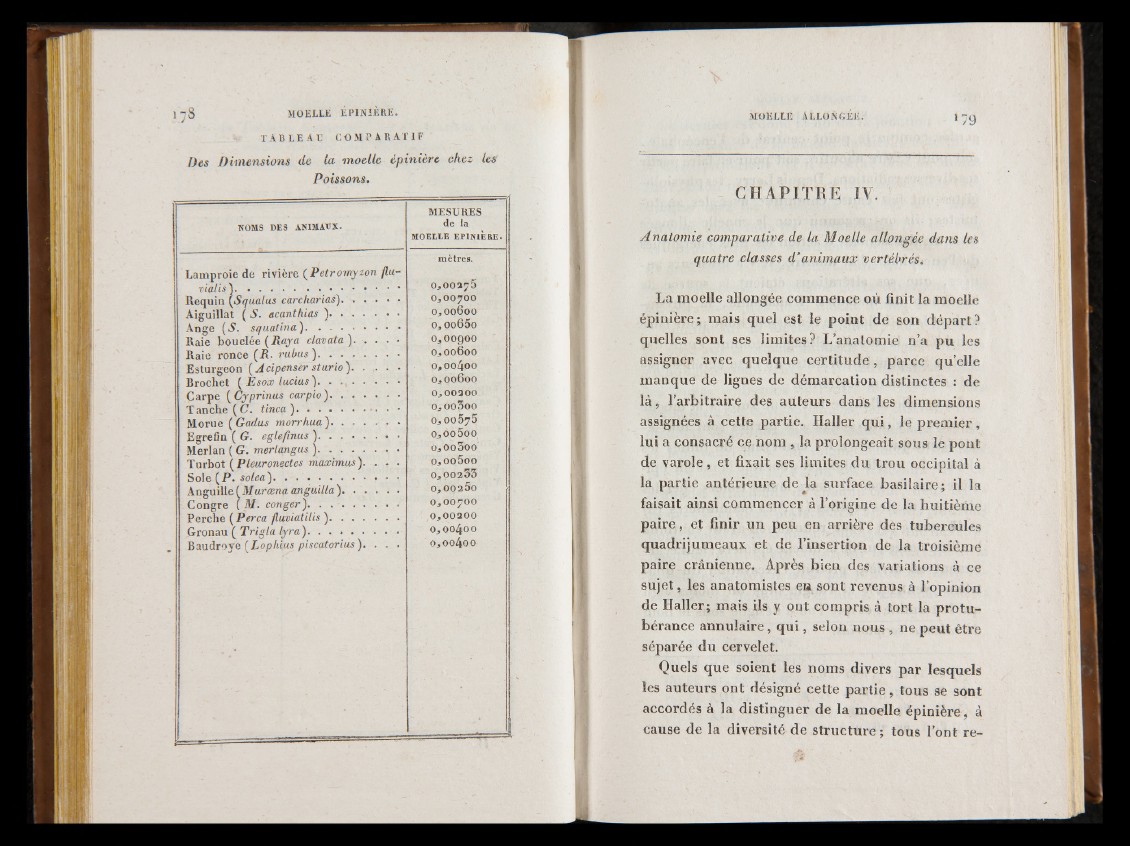 178 MOELLE ÉPINIÈRE.
TABLEAU COMPARATIF
Des Dimensions de la moelle épinière chez les
Poissons.
NOMS DES ANIMAUX.
MESURES
de la
MOELLE EPINIÈRE.
mètres.
Lamproie de rivière (Petromyzon flu-
vialis). . . . . . . . . . . . . 0,00275
Requin (Squalus carcharias). . . . . . 0,00700
Aiguillat (S. acanthias). . . . . . . 0,00600
Ange (S. squatina). . . . . . . . . 0,00650
Raie bouclée (Raya clavata). . . . . 0,00900
Raie ronce (R. rubus). . . . . . . . 0,00600
Esturgeon (Acipenser sturio). . . . . 0,00400
Brochet (Esox lucius). . . . . . . . 0,00600
Carpe (Cyprinus carpio). . . . . . . 0,00200
Tanche (C. tinca). . . . . . . . . . 0,00300
Morue (Gadus morrhua). . . . . . . . 0,00575
Egrefin (G. eglefinus). . . . . . . . 0,00500
Merlan (G. merlangus). . . . . . . . 0,00300
Turbot (Pleuronectes maximus). . . . 0,00500
Sole (P. solea). . . . . . . . . . . 0,00233
Anguille (Muræna anguilla). . . . . . 0,00250
Congre (M. conger). . . . . . . . . 0,00700
Perche (Perca fluviatilis). . . . . . . 0,00200
Gronau (Trigla lyra). . . . . . . . . 0,00400
Baudroye (Lophius piscatorius). . . . 0,00400
MOELLE ALLONGÉE. 179
CHAPITRE IV.
Anatomie comparative de la Moelle allongée dans les
quatre classes d'animaux vertébrés.
La moelle allongée commence où finit la moelle
épinière; mais quel est le point de son départ?
quelles sont ses limites? L'anatomie n'a pu les
assigner avec quelque certitude, parce qu'elle
manque de lignes de démarcation distinctes : de
là, l'arbitraire des auteurs dans les dimensions
assignées à cette partie. Haller qui, le premier,
lui a consacré ce nom, la prolongeait sous le pont
de varole, et fixait ses limites du trou occipital à
la partie antérieure de la surface basilaire; il la
faisait ainsi commencer à l'origine de la huitième
paire, et finir un peu en arrière des tubercules
quadrijumeaux et de l'insertion de la troisième
paire crânienne. Après bien des variations à ce
sujet, les anatomistes en sont revenus à l'opinion
de Haller; mais ils y ont compris à tort la protu-
bérance annulaire, qui, selon nous, ne peut être
séparée du cervelet.
Quels que soient les noms divers par lesquels
les auteurs ont désigné cette partie, tous se sont
accordés à la distinguer de la moelle épinière, à
cause de la diversité de structure; tous l'ont re-